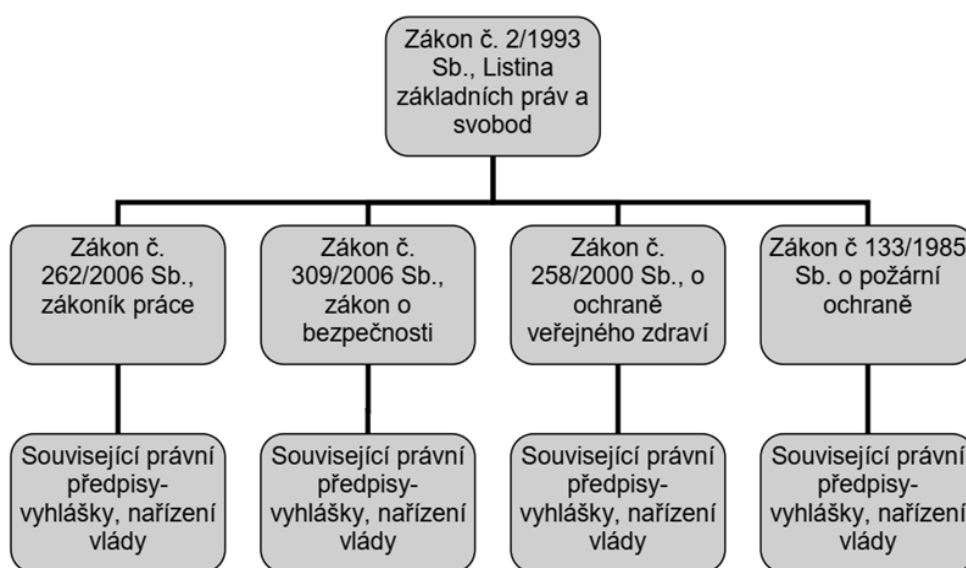 Zákon č. 2/1993
Sb., Listina
základních práv a
svobod
Zákon č.
262/2006 Sb.,
zákoník práce
Zákon č.
309/2006 Sb.,
zákon o
bezpečnosti
Zákon č.
258/2000 Sb., o
ochraně
veřejného zdraví
Zákon č 133/1985
Sb. o požární
ochraně
Související právní
předpisy-
vyhlášky, nařízení
vlády
Související právní
předpisy-
vyhlášky, nařízení
vlády
Související právní
předpisy-
vyhlášky, nařízení
vlády
Související právní
předpisy-
vyhlášky, nařízení
vlády